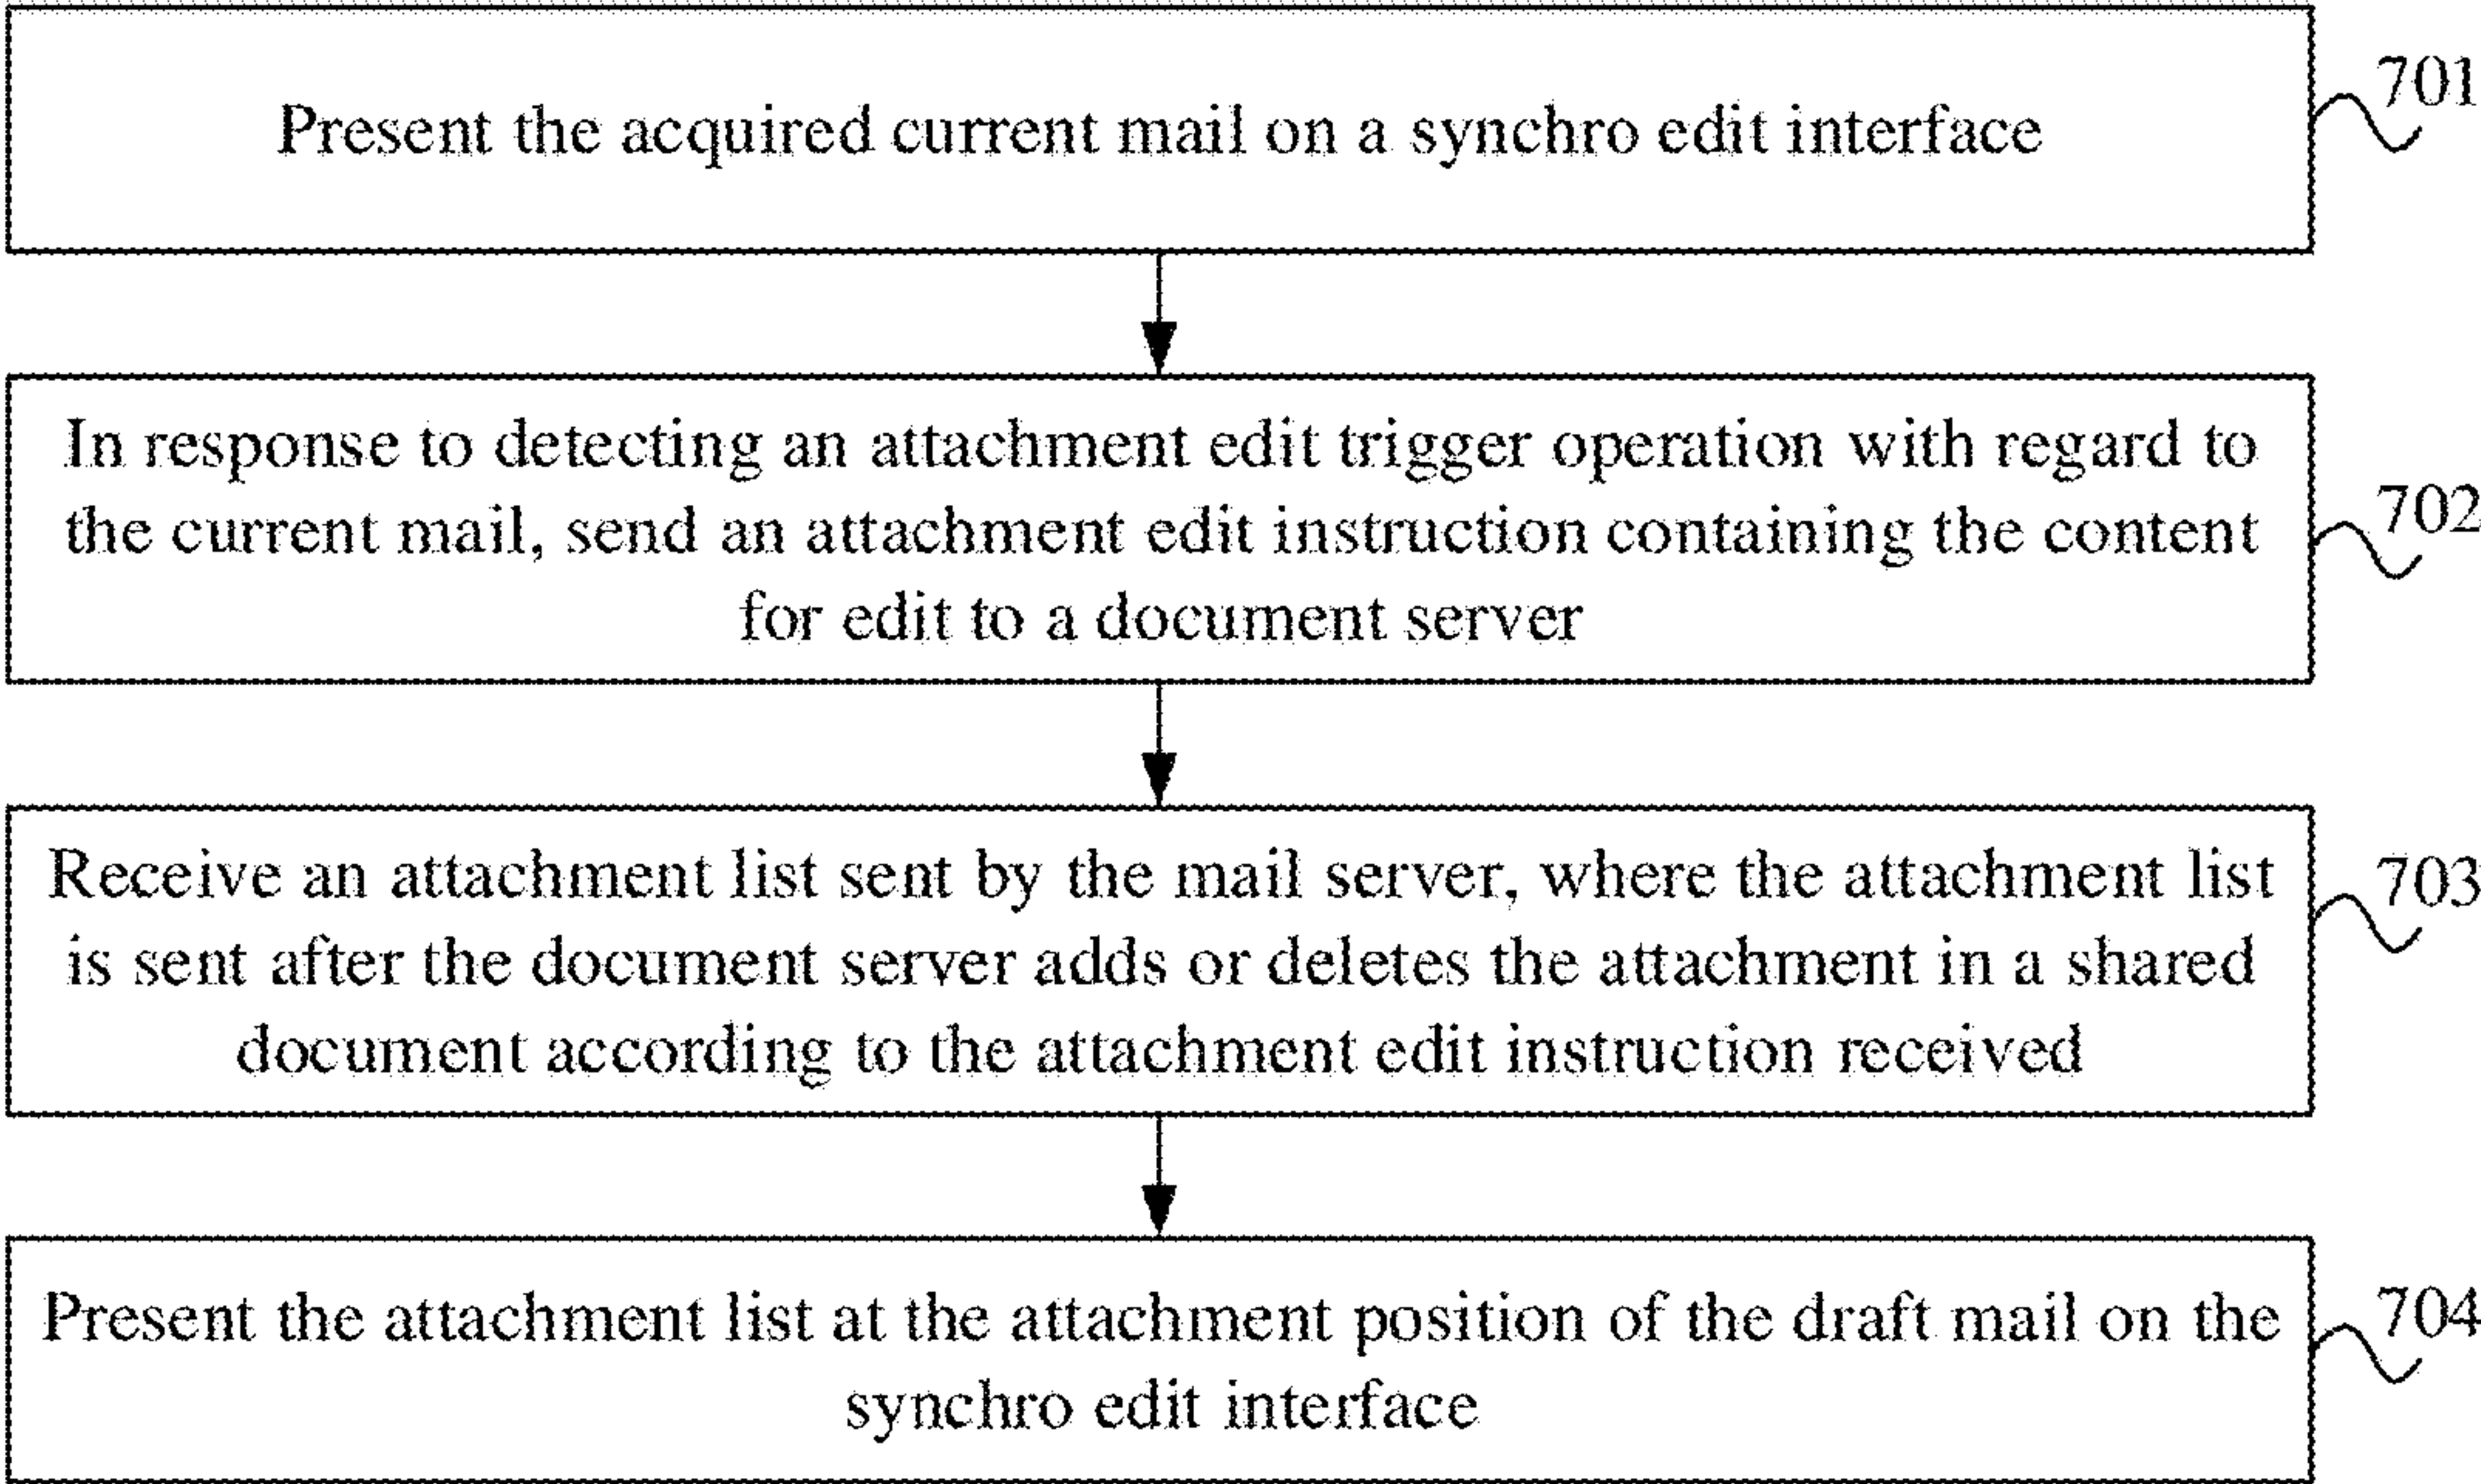 Present the acquired current mail on a synchro edit interface
701
In response to detecting an attachment edit trigger operation with regard to
the current mail, send an attachment edit instruction containing the content
for edit to a document server
702
Receive an attachment list sent by the mail server, where the attachment list
is sent after the document server adds or deletes the attachment in a shared
document according to the attachment edit instruction received
703
Present the attachment list at the attachment position of the draft mail on the
synchro edit interface
704